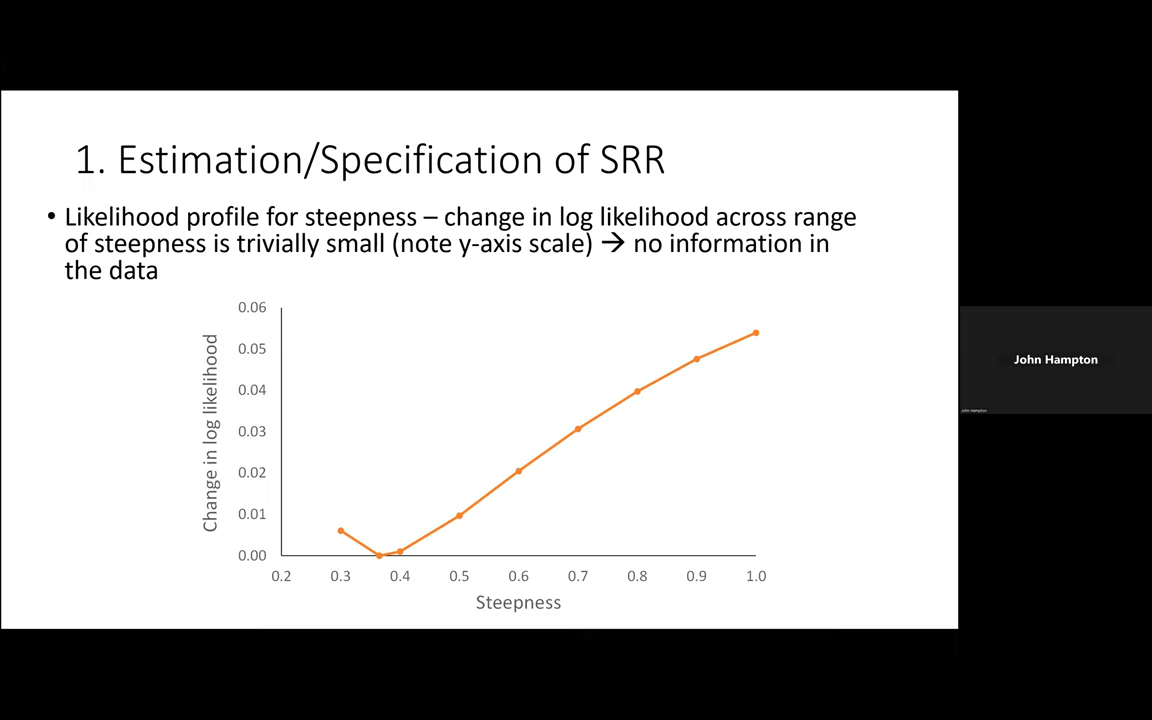 1. Estimation/Specification of SRR
• Likelihood profile for steepness – change in log likelihood across range
of steepness is trivially small (note y-axis scale) → no information in
the data
0.06
0.05
0.04
0.03
0.02
0.01
0.00
Change in log likelihood
0.2 0.3 0.4 0.5 0.6 0.7 0.8 0.9 1.0
Steepness
John Hampton
John Hampton